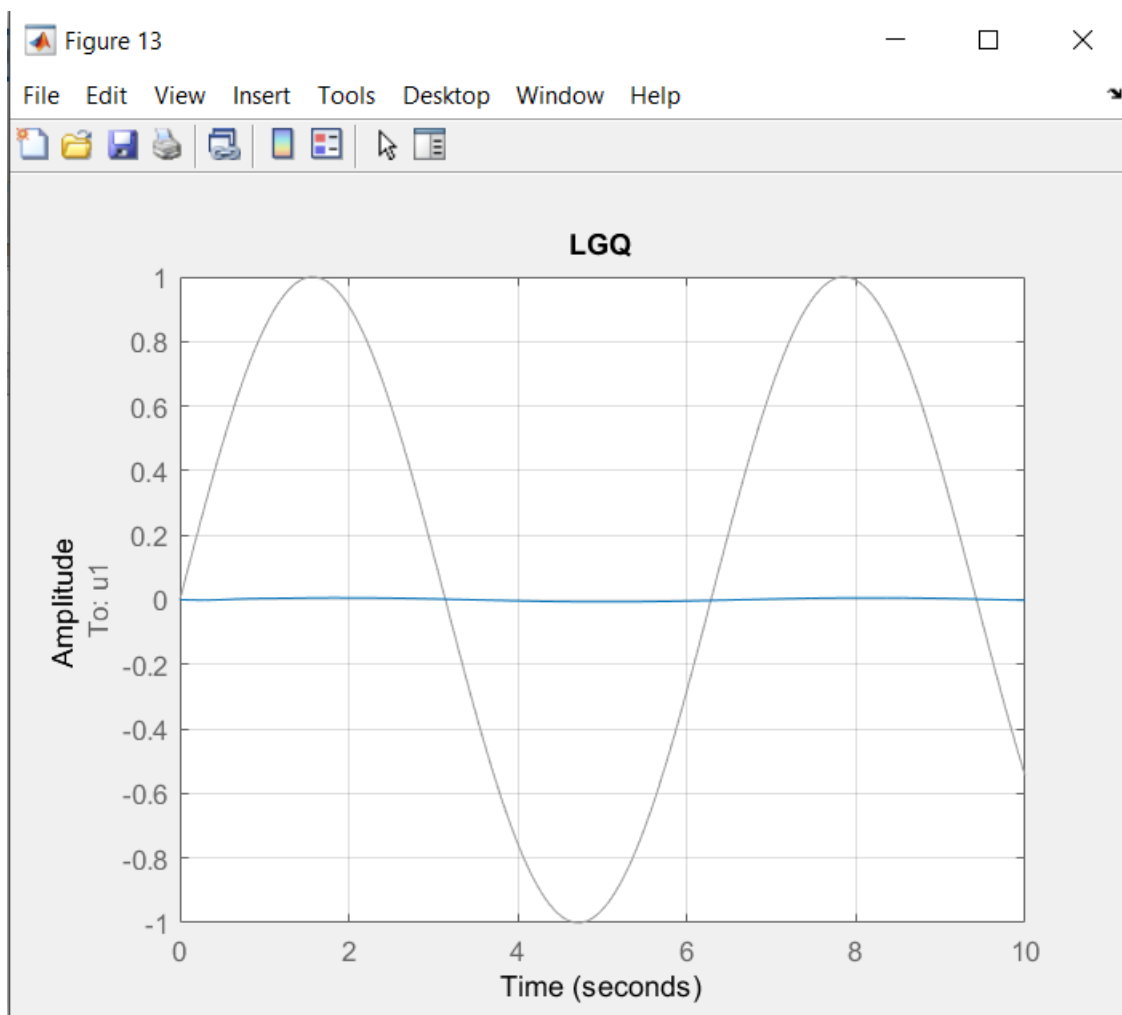 Figure 13
File Edit View Insert Tools Desktop Window Help
LGQ
Amplitude
To: u1
1
0.8
0.6
0.4
0.2
0
-0.2
-0.4
-0.6
-0.8
-1
0 2 4 6 8 10
Time (seconds)